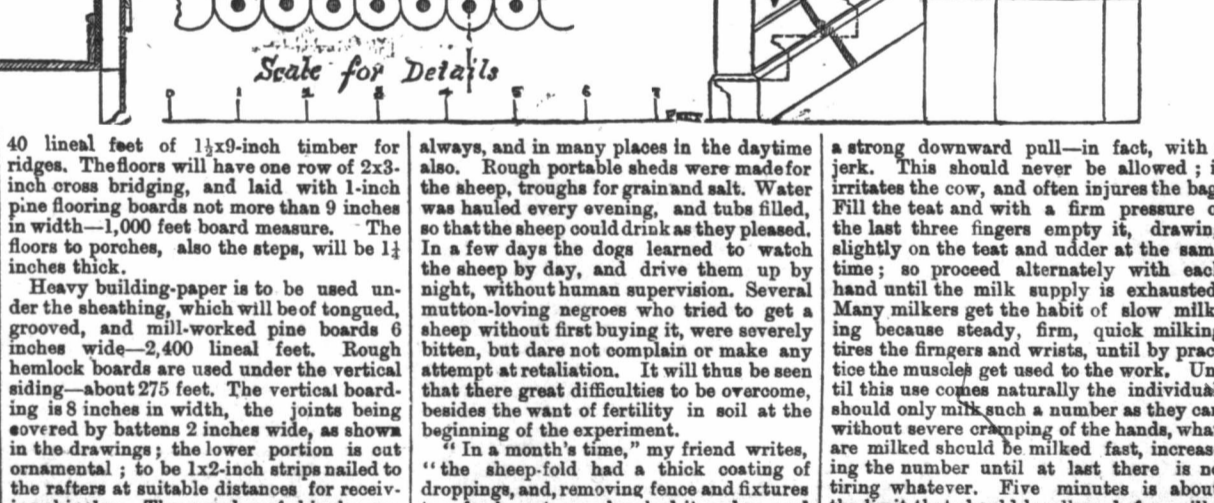 Scale for Details
0 1 2 3 4 5 6 7 FEET
40 lineal feet of 1½x9-inch timber for
ridges. The floors will have one row of 2x3-
inch cross bridging, and laid with 1-inch
pine flooring boards not more than 9 inches
in width—1,000 feet board measure. The
floors to porches, also the steps, will be 1¼
inches thick.
Heavy building-paper is to be used un-
der the sheathing, which will be of tongued,
grooved, and mill-worked pine boards 6
inches wide—2,400 lineal feet. Rough
hemlock boards are used under the vertical
siding—about 275 feet. The vertical board-
ing is 8 inches in width, the joints being
covered by battens 2 inches wide, as shown
in the drawings; the lower portion is cut
ornamental; to be 1x2-inch strips nailed to
the rafters at suitable distances for receiv-
always, and in many places in the daytime
also. Rough portable sheds were made for
the sheep, troughs for grain and salt. Water
was hauled every evening, and tubs filled,
so that the sheep could drink as they pleased.
In a few days the dogs learned to watch
the sheep by day, and drive them up by
night, without human supervision. Several
mutton-loving negroes who tried to get a
sheep without first buying it, were severely
bitten, but dare not complain or make any
attempt at retaliation. It will thus be seen
that there great difficulties to be overcome,
besides the want of fertility in soil at the
beginning of the experiment.
"In a month's time," my friend writes,
"the sheep-fold had a thick coating of
droppings, and, removing fence and fixtures
a strong downward pull—in fact, with
jerk. This should never be allowed; i
irritates the cow, and often injures the bag
Fill the teat and with a firm pressure o
the last three fingers empty it, drawing
slightly on the teat and udder at the sam
time; so proceed alternately with each
hand until the milk supply is exhausted
Many milkers get the habit of slow milk
ing because steady, firm, quick milking
tires the firngers and wrists, until by prac
tice the muscles get used to the work. Un
til this use comes naturally the individual
should only milk such a number as they can
without severe cramping of the hands, what
are milked should be milked fast, increas
ing the number until at last there is no
tiring whatever. Five minutes is about